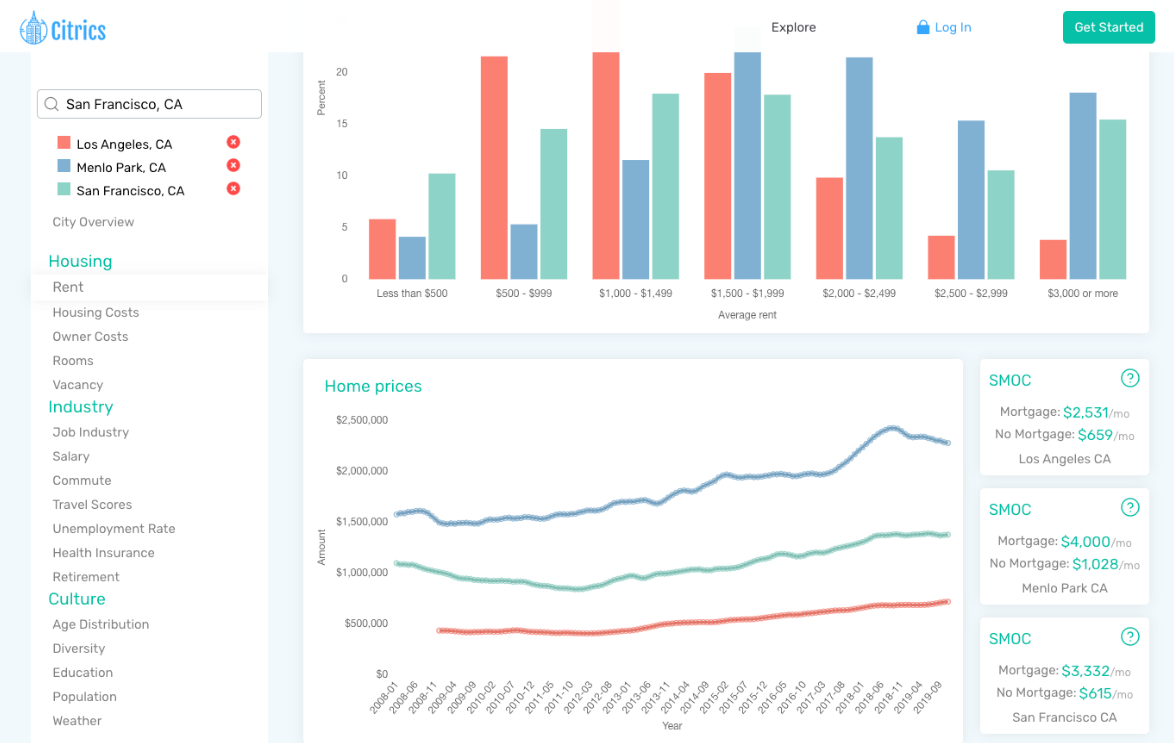 Citrics
Explore
Log In
Get Started
San Francisco, CA
Los Angeles, CA
Menlo Park, CA
San Francisco, CA
City Overview
Housing
Rent
Housing Costs
Owner Costs
Rooms
Vacancy
Industry
Job Industry
Salary
Commute
Travel Scores
Unemployment Rate
Health Insurance
Retirement
Culture
Age Distribution
Diversity
Education
Population
Weather
Percent
20
15
10
5
0
Less than $500
$500 - $999
$1,000 - $1,499
$1,500 - $1,999
$2,000 - $2,499
$2,500 - $2,999
$3,000 or more
Average rent
Home prices
Amount
$2,500,000
$2,000,000
$1,500,000
$1,000,000
$500,000
$0
2008-01
2008-06
2008-11
2009-04
2009-09
2010-02
2010-07
2010-12
2011-05
2011-10
2012-03
2012-08
2013-01
2013-06
2013-11
2014-04
2014-09
2015-02
2015-07
2015-12
2016-05
2016-10
2017-03
2017-08
2018-01
2018-06
2018-11
2019-04
2019-09
Year
SMOC
?
Mortgage: $2,531/mo
No Mortgage: $659/mo
Los Angeles CA
SMOC
?
Mortgage: $4,000/mo
No Mortgage: $1,028/mo
Menlo Park CA
SMOC
?
Mortgage: $3,332/mo
No Mortgage: $615/mo
San Francisco CA